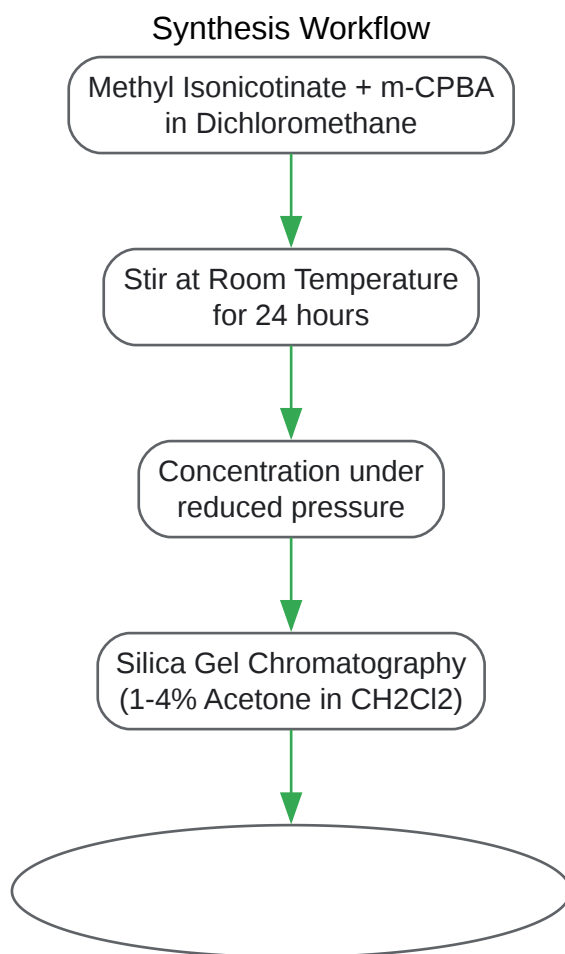 Synthesis Workflow
Methyl Isonicotinate + m-CPBA
in Dichloromethane
Stir at Room Temperature
for 24 hours
Concentration under
reduced pressure
Silica Gel Chromatography
(1-4% Acetone in CH2Cl2)